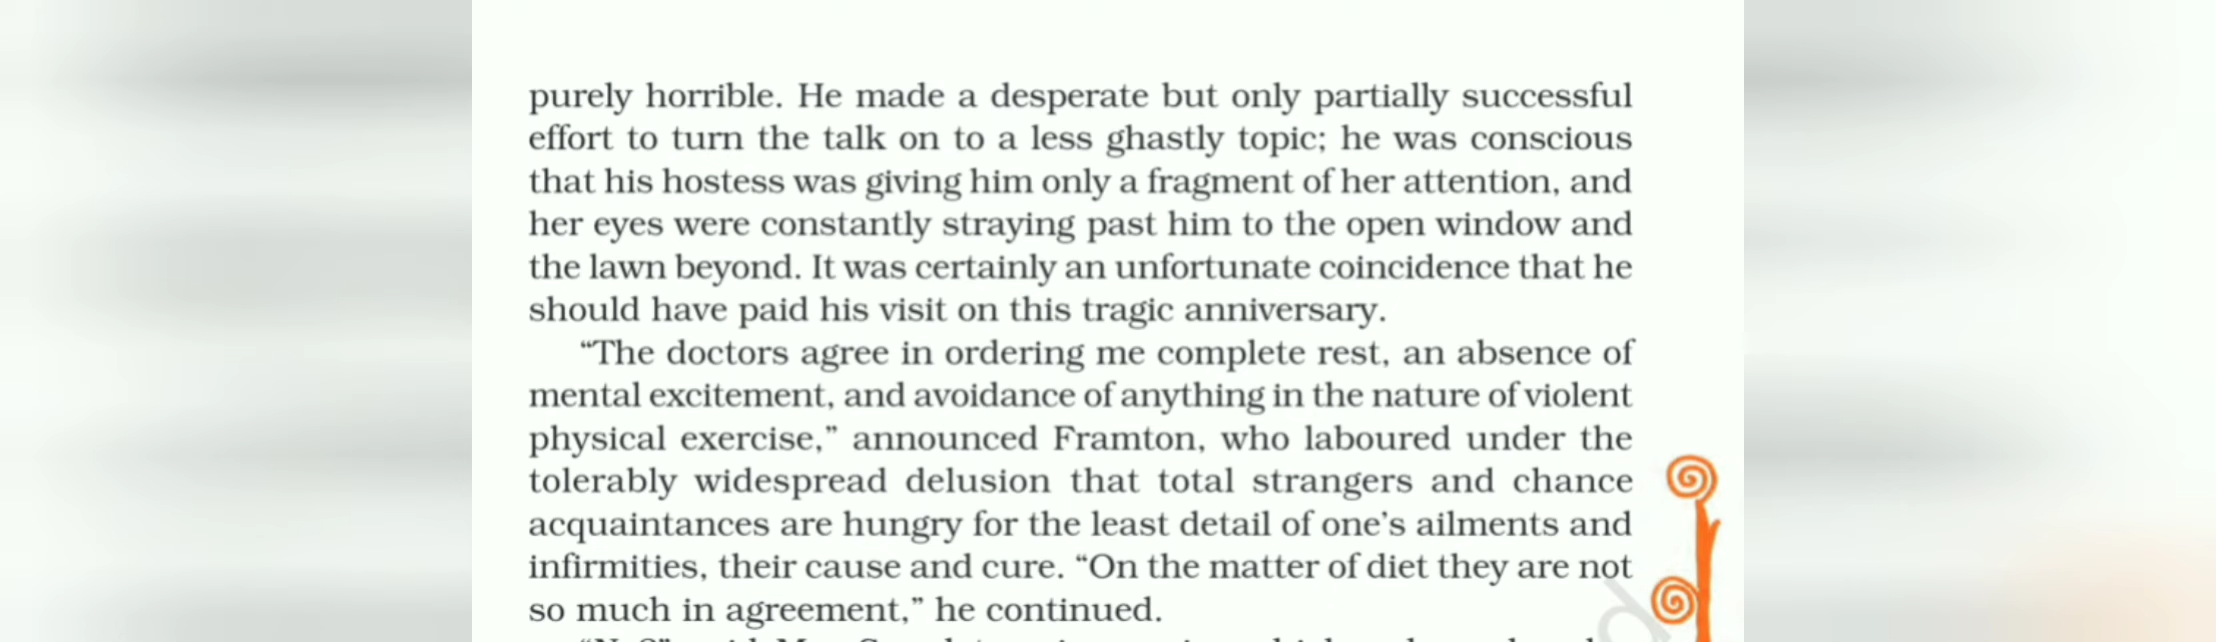 purely horrible. He made a desperate but only partially successful
effort to turn the talk on to a less ghastly topic; he was conscious
that his hostess was giving him only a fragment of her attention, and
her eyes were constantly straying past him to the open window and
the lawn beyond. It was certainly an unfortunate coincidence that he
should have paid his visit on this tragic anniversary.
“The doctors agree in ordering me complete rest, an absence of
mental excitement, and avoidance of anything in the nature of violent
physical exercise,” announced Framton, who laboured under the
tolerably widespread delusion that total strangers and chance
acquaintances are hungry for the least detail of one’s ailments and
infirmities, their cause and cure. “On the matter of diet they are not
so much in agreement,” he continued.